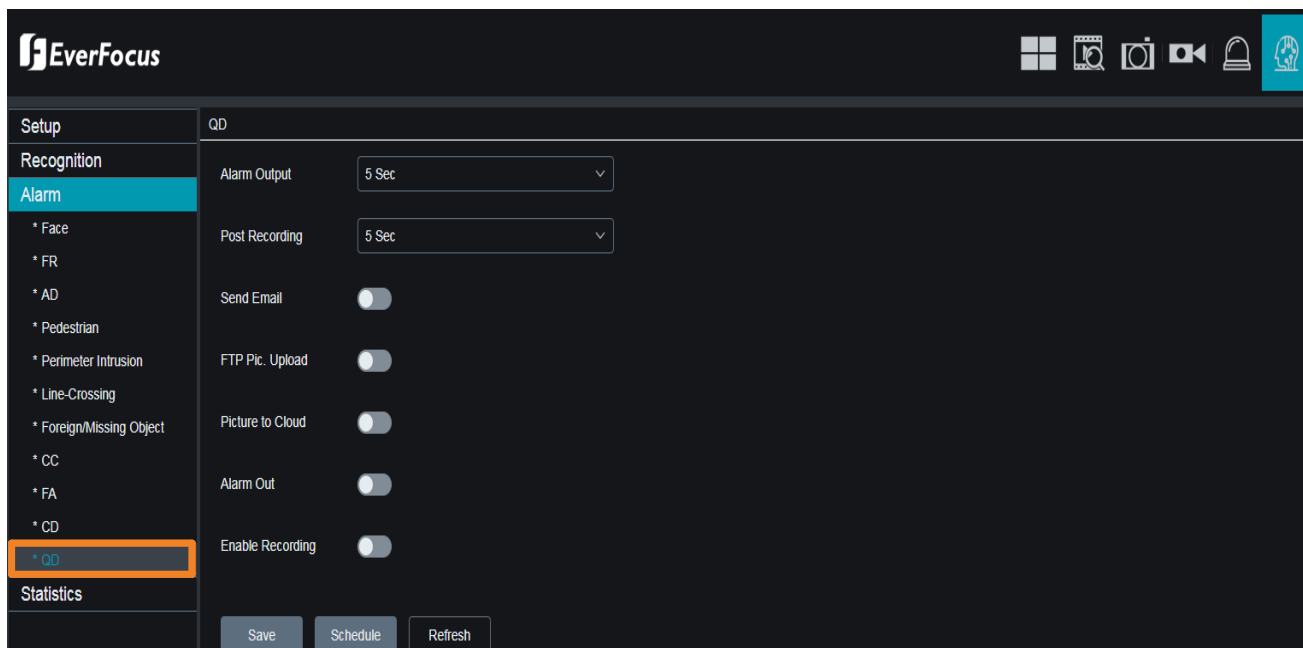 EverFocus
Setup
Recognition
Alarm
* Face
* FR
* AD
* Pedestrian
* Perimeter Intrusion
* Line-Crossing
* Foreign/Missing Object
* CC
* FA
* CD
* QD
Statistics
QD
Alarm Output 5 Sec
Post Recording 5 Sec
Send Email
FTP Pic. Upload
Picture to Cloud
Alarm Out
Enable Recording
Save Schedule Refresh